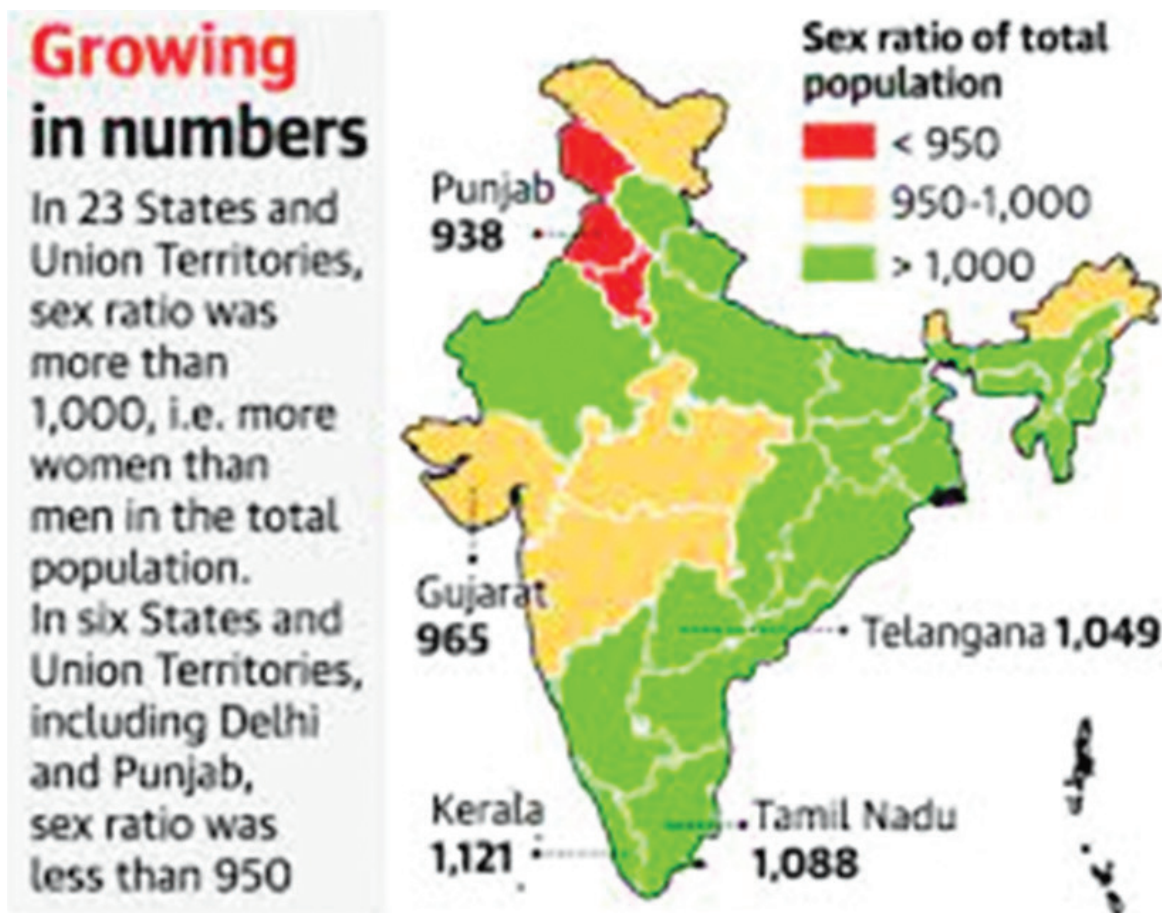 Growing
in numbers
In 23 States and
Union Territories,
sex ratio was
more than
1,000, i.e. more
women than
men in the total
population.
In six States and
Union Territories,
including Delhi
and Punjab,
sex ratio was
less than 950
Sex ratio of total
population
< 950
950-1,000
> 1,000
Punjab
938
Gujarat
965
Telangana 1,049
Kerala
1,121
Tamil Nadu
1,088